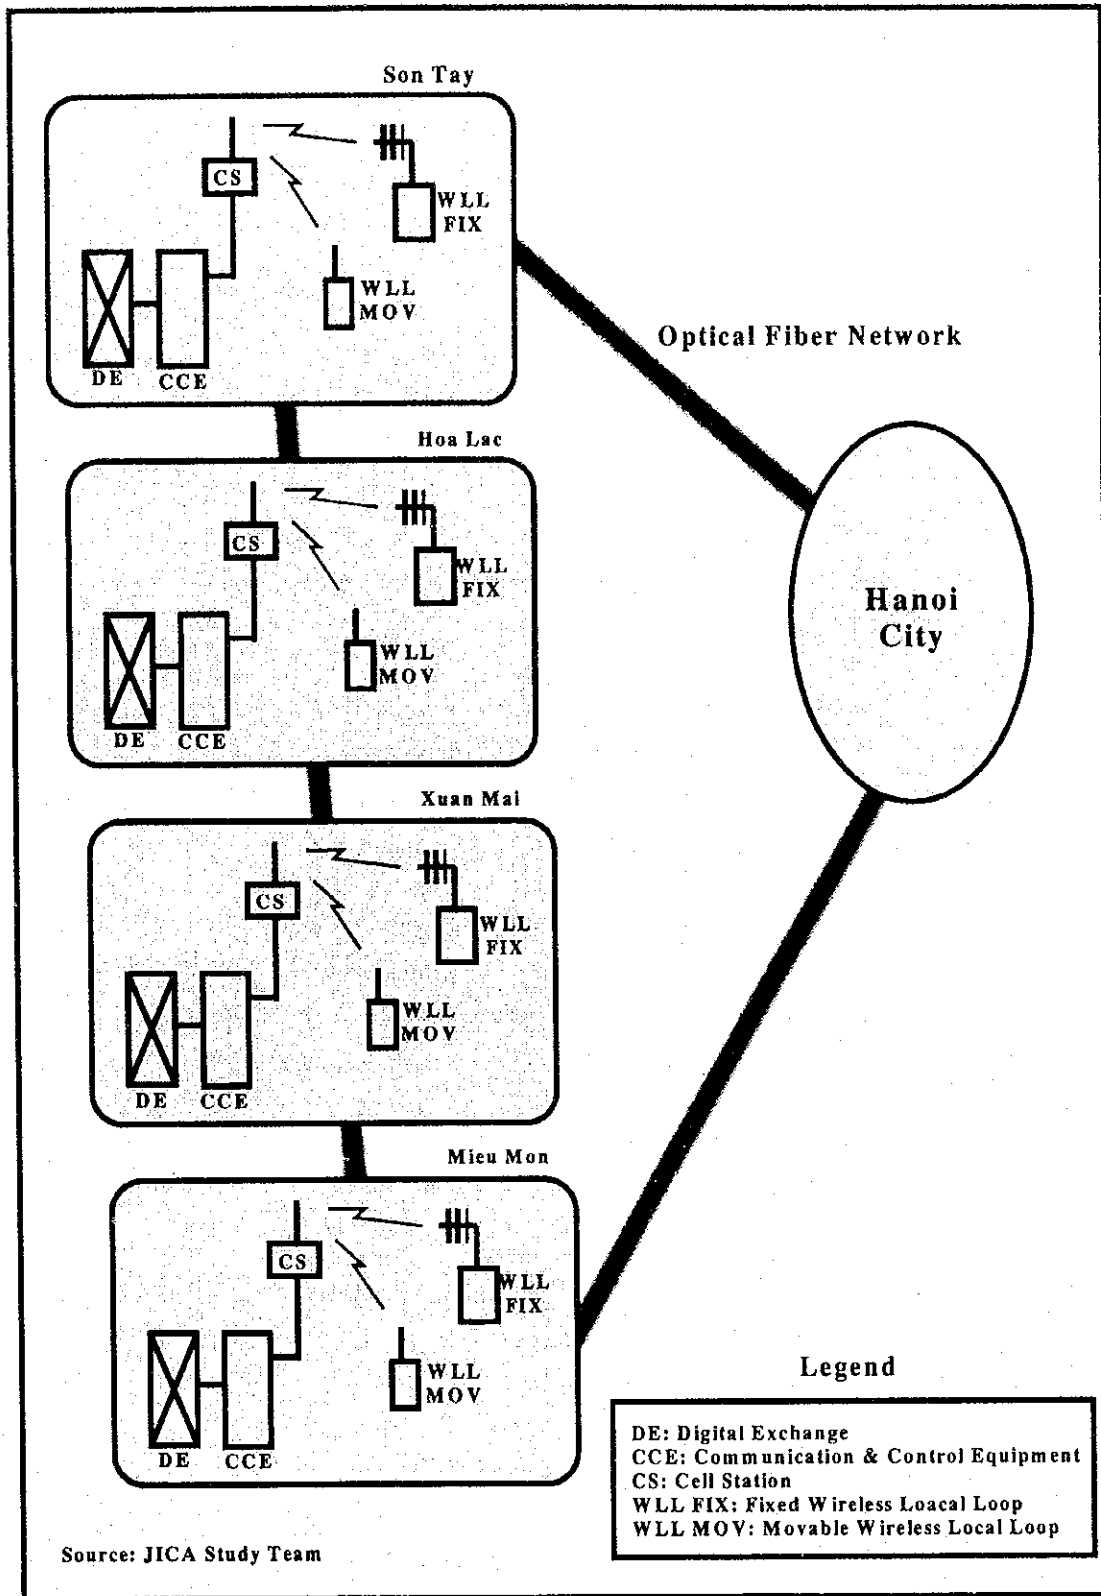 Son Tay
CS
WLL
FIX
WLL
MOV
DE
CCE
Optical Fiber Network
Hoa Lac
CS
WLL
FIX
WLL
MOV
DE
CCE
Hanoi
City
Xuan Mai
CS
WLL
FIX
WLL
MOV
DE
CCE
Mieu Mon
CS
WLL
FIX
WLL
MOV
DE
CCE
Legend
DE: Digital Exchange
CCE: Communication & Control Equipment
CS: Cell Station
WLL FIX: Fixed Wireless Loacal Loop
WLL MOV: Movable Wireless Local Loop
Source: JICA Study Team